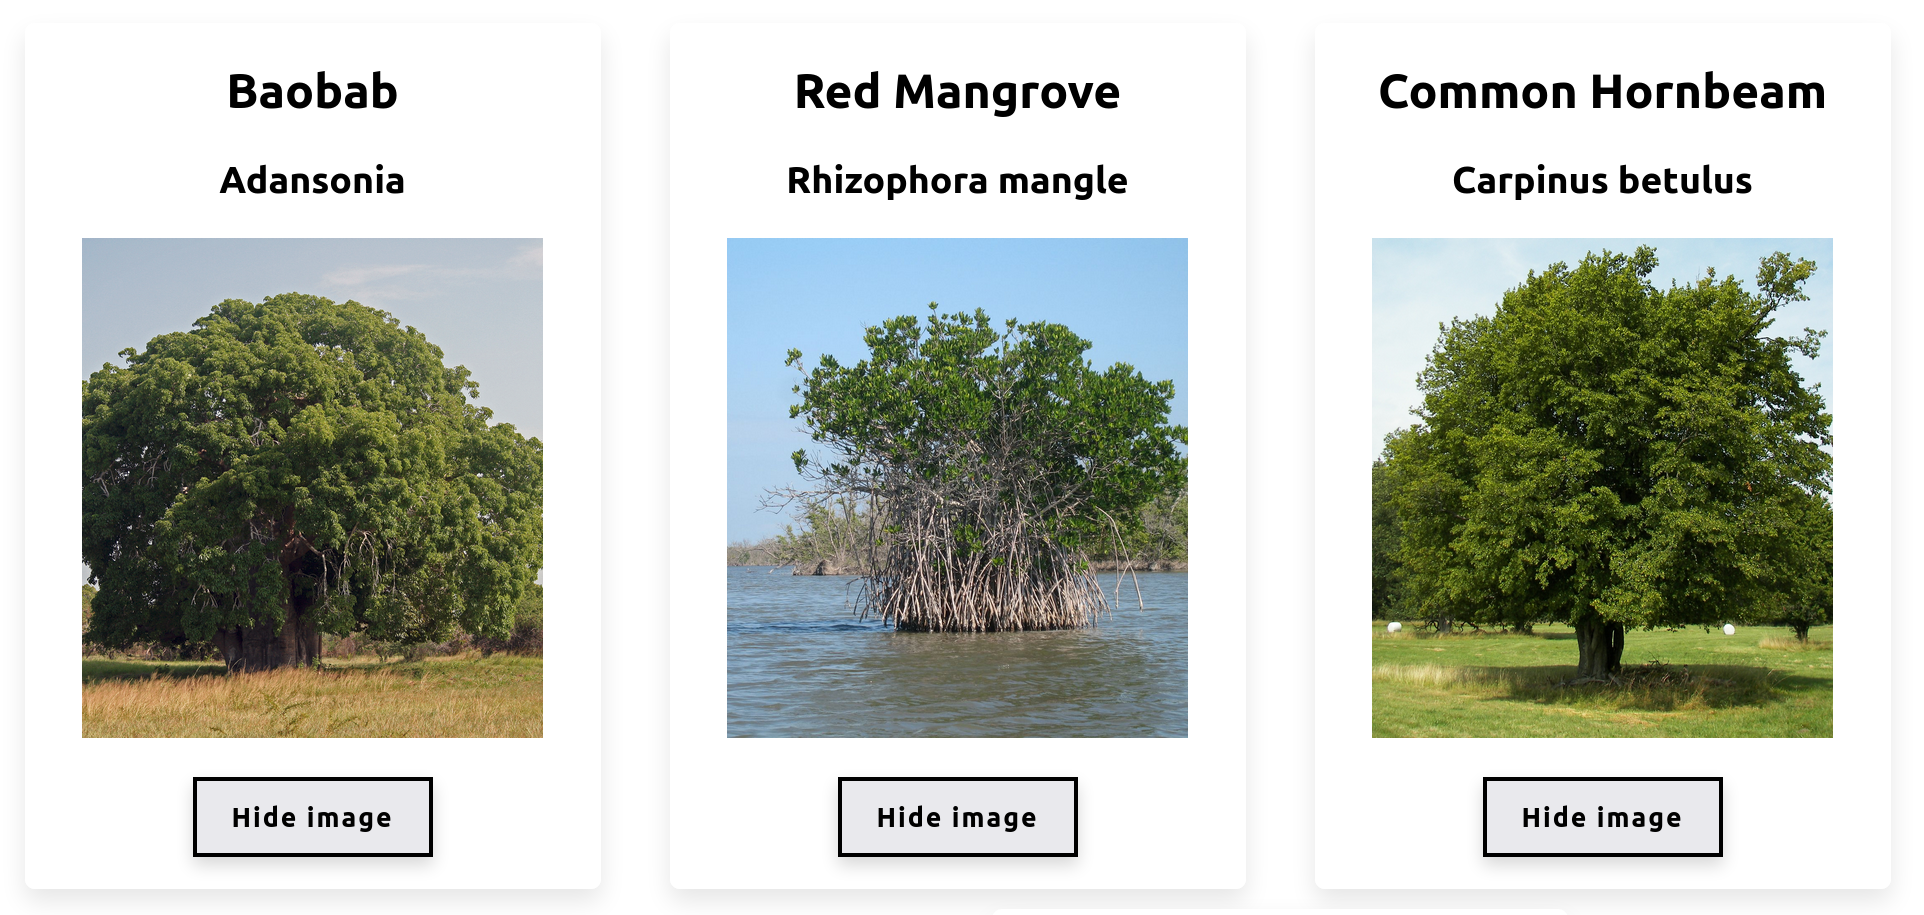 Baobab
Adansonia
Hide image
Red Mangrove
Rhizophora mangle
Hide image
Common Hornbeam
Carpinus betulus
Hide image